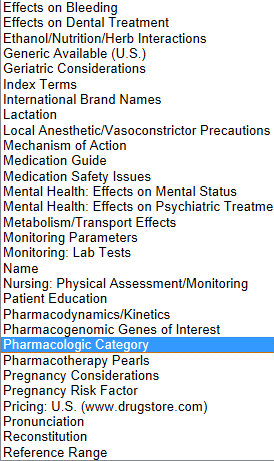 Effects on Bleeding
Effects on Dental Treatment
Ethanol/Nutrition/Herb Interactions
Generic Available (U.S.)
Geriatric Considerations
Index Terms
International Brand Names
Lactation
Local Anesthetic/Vasoconstrictor Precautions
Mechanism of Action
Medication Guide
Medication Safety Issues
Mental Health: Effects on Mental Status
Mental Health: Effects on Psychiatric Treatme
Metabolism/Transport Effects
Monitoring Parameters
Monitoring: Lab Tests
Name
Nursing: Physical Assessment/Monitoring
Patient Education
Pharmacodynamics/Kinetics
Pharmacogenomic Genes of Interest
Pharmacologic Category
Pharmacotherapy Pearls
Pregnancy Considerations
Pregnancy Risk Factor
Pricing: U.S. (www.drugstore.com)
Pronunciation
Reconstitution
Reference Range